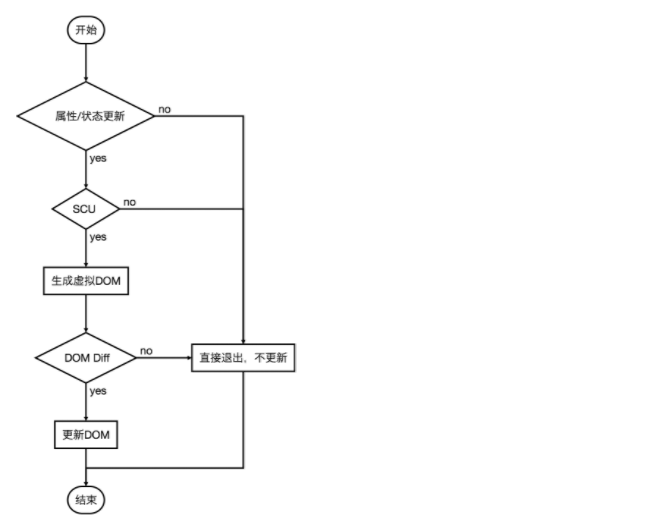 开始
属性/状态更新
no
yes
SCU
no
yes
生成虚拟DOM
DOM Diff
no
直接退出，不更新
yes
更新DOM
结束